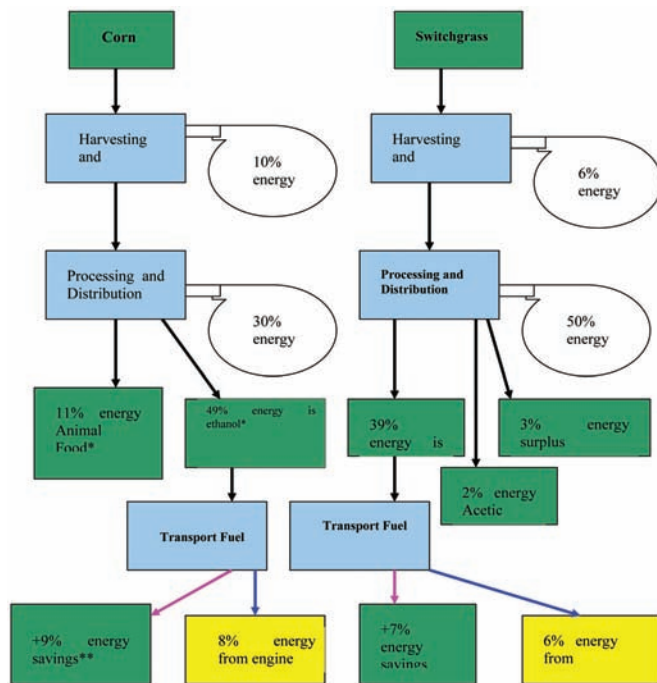 Corn
Switchgrass
Harvesting
and
10%
energy
Harvesting
and
6%
energy
Processing and
Distribution
30%
energy
Processing and
Distribution
50%
energy
11% energy
Animal
Food*
49% energy is
ethanol*
39%
energy is
3% energy
surplus
2% energy
Acetic
Transport Fuel
Transport Fuel
+9% energy
savings**
8% energy
from engine
+7%
energy
savings
6% energy
from